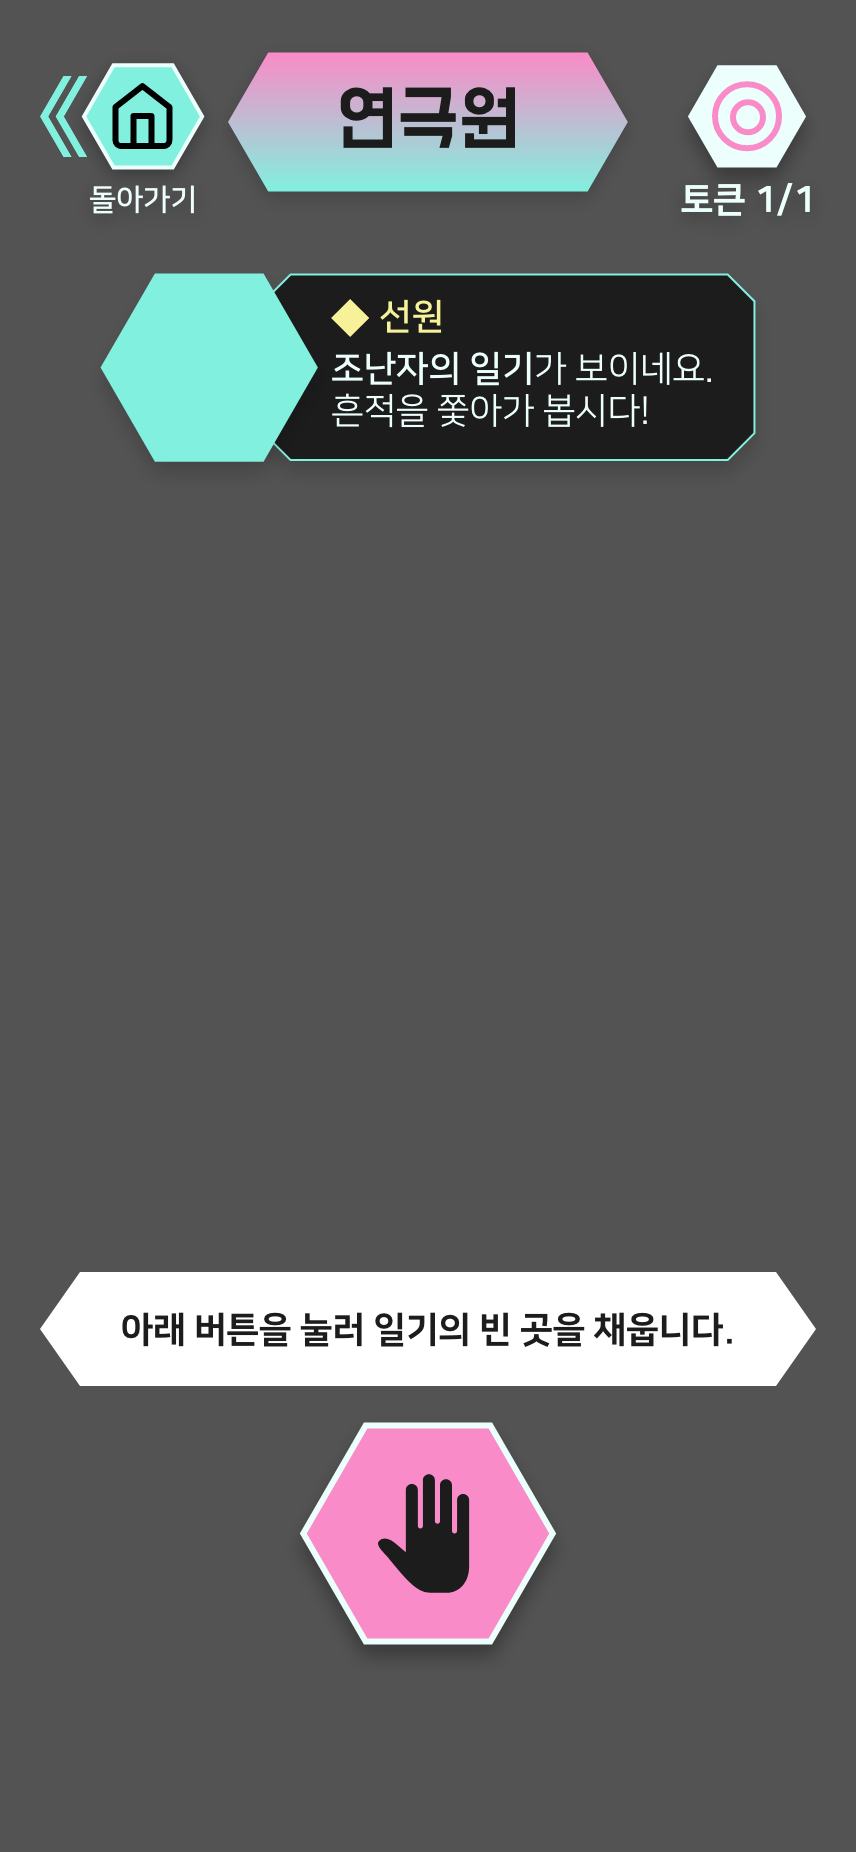 연극원
돌아가기
토큰 1/1
선원
조난자의 일기가 보이네요.
흔적을 쫓아가 봅시다!
아래 버튼을 눌러 일기의 빈 곳을 채웁니다.